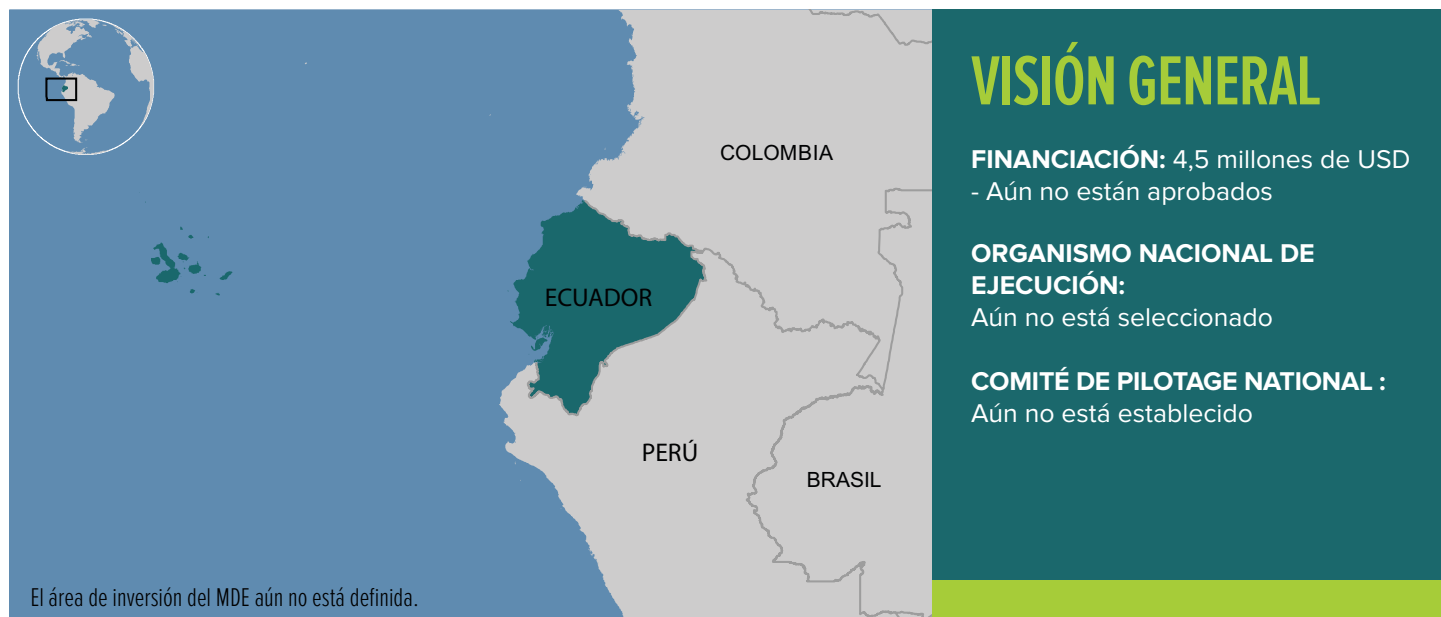 COLOMBIA
ECUADOR
PERÚ
BRASIL
El área de inversión del MDE aún no está definida.
VISIÓN GENERAL
FINANCIACIÓN: 4,5 millones de USD
- Aún no están aprobados
ORGANISMO NACIONAL DE
EJECUCIÓN:
Aún no está seleccionado
COMITÉ DE PILOTAGE NATIONAL :
Aún no está establecido